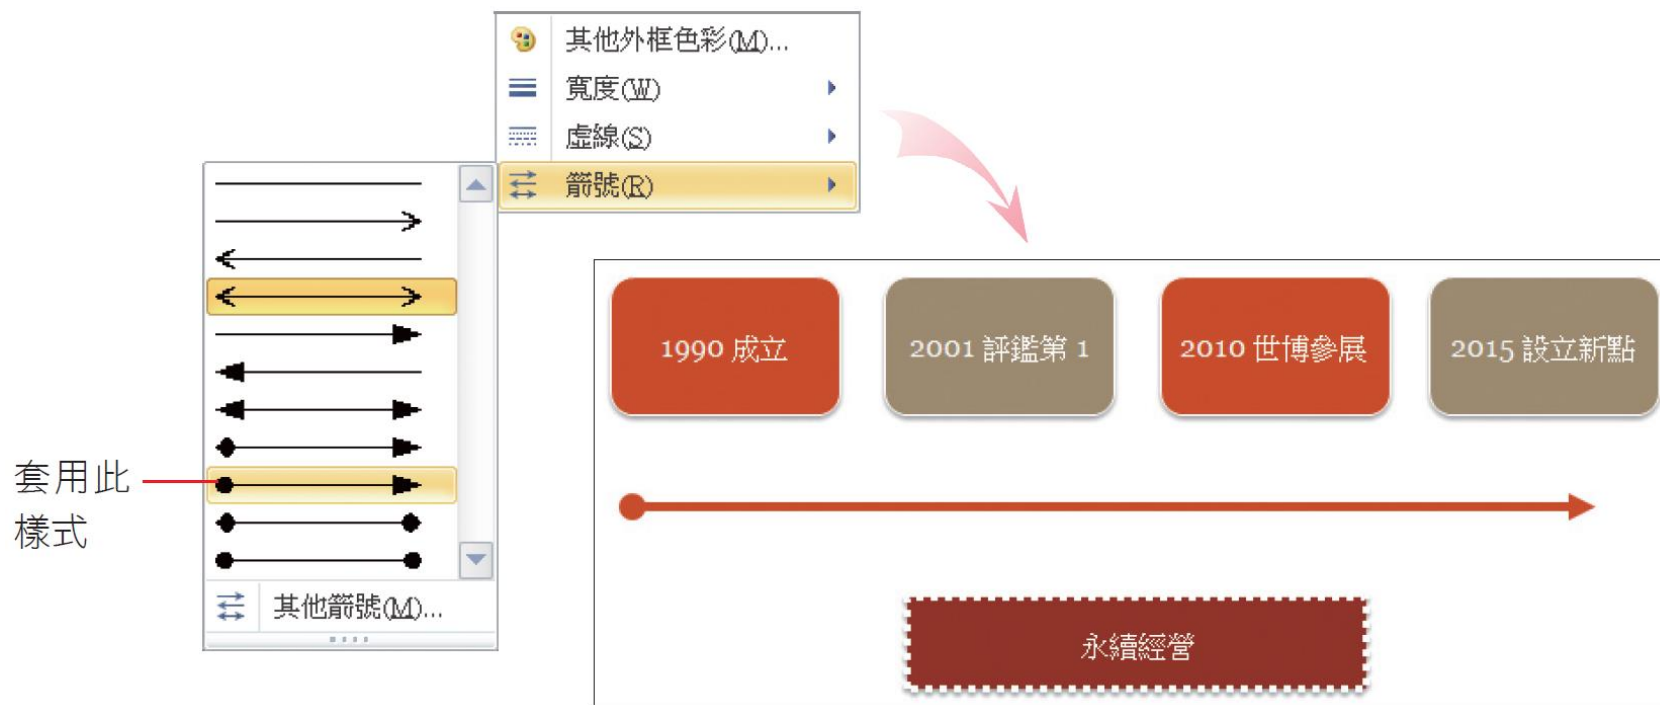 其他外框色彩(M)...
寬度(W)
虛線(S)
箭號(R)
套用此
樣式
其他箭號(M)...
1990 成立
2001 評鑑第 1
2010 世博參展
2015 設立新點
永續經營